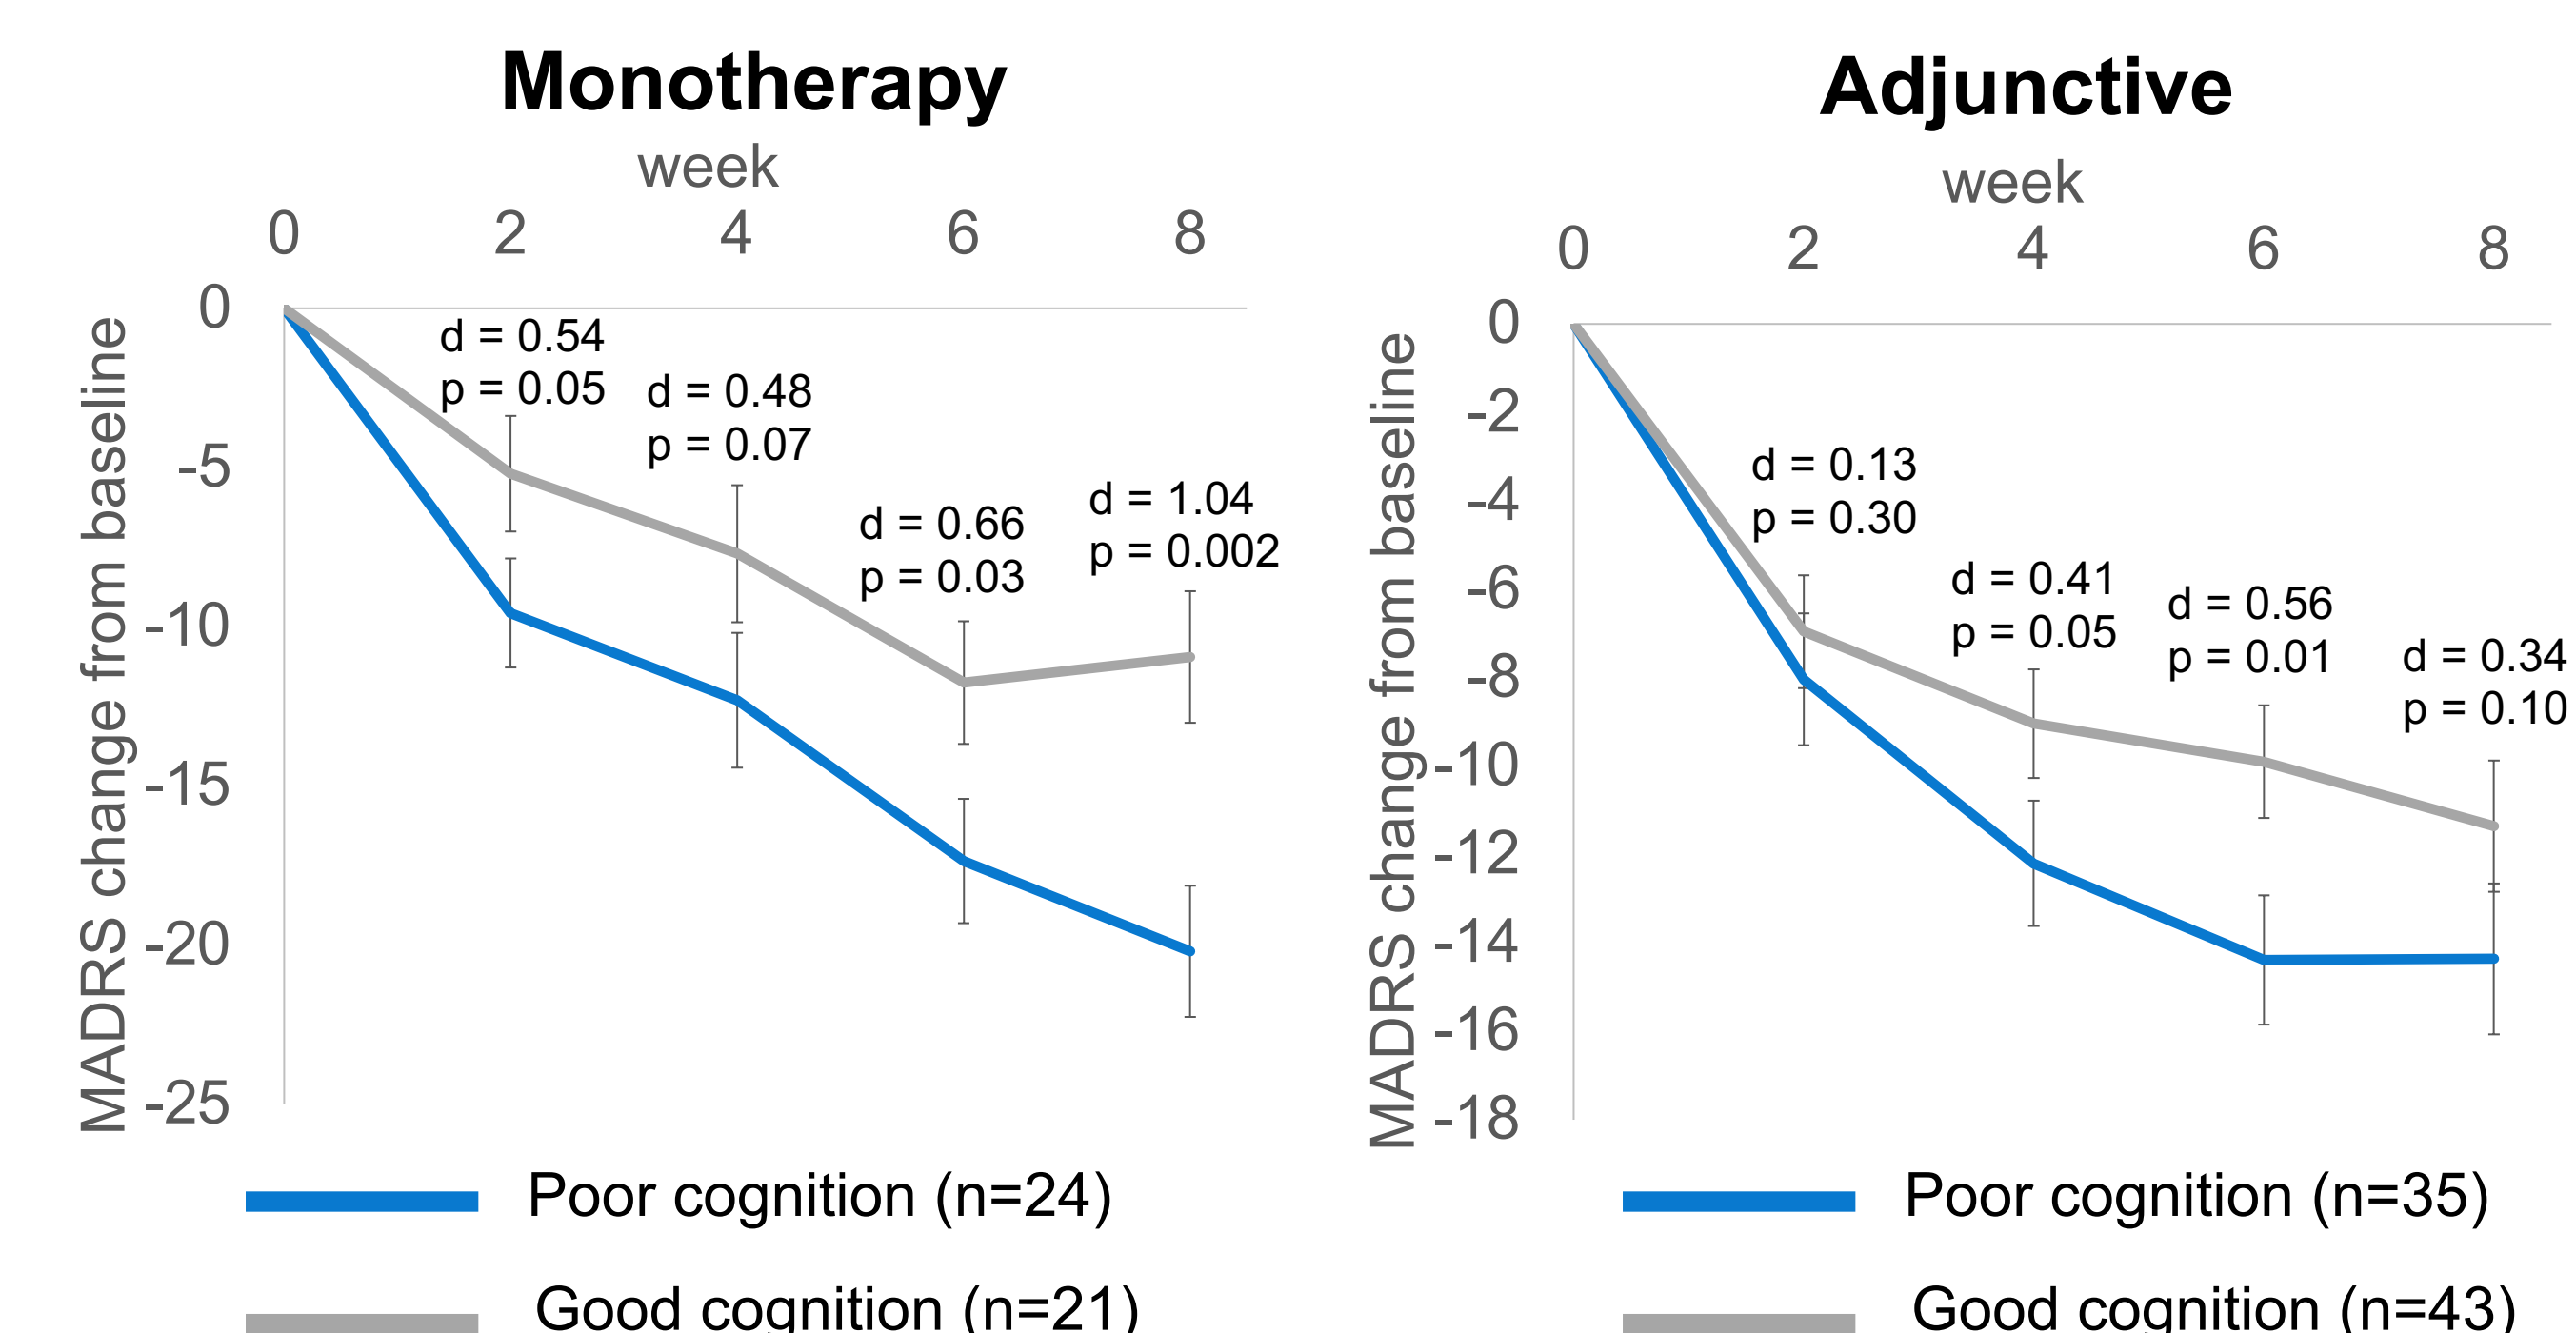 Monotherapy
week
0 2 4 6 8
MADRS change from baseline
0
-5
-10
-15
-20
-25
d = 0.54
p = 0.05
d = 0.48
p = 0.07
d = 0.66
p = 0.03
d = 1.04
p = 0.002
Poor cognition (n=24)
Good cognition (n=21)
Adjunctive
week
0 2 4 6 8
MADRS change from baseline
0
-2
-4
-6
-8
-10
-12
-14
-16
-18
d = 0.13
p = 0.30
d = 0.41
p = 0.05
d = 0.56
p = 0.01
d = 0.34
p = 0.10
Poor cognition (n=35)
Good cognition (n=43)